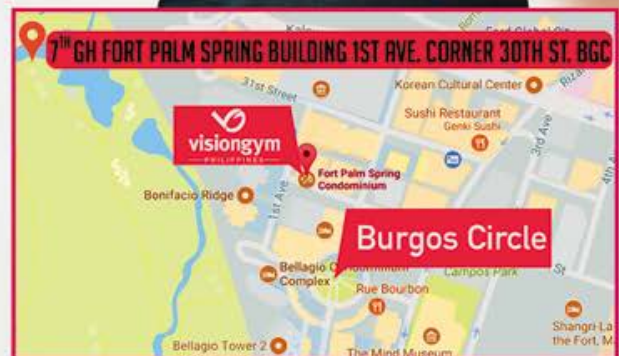 7TH GH FORT PALM SPRING BUILDING 1ST AVE. CORNER 30TH ST. BGC
31st Street
Korean Cultural Center
Sushi Restaurant
Genki Sushi
3rd Ave
visiongym
PHILIPPINES
Fort Palm Spring
Condominium
Bonifacio Ridge
1st Ave
Burgos Circle
Bellagio
Complex
Campos Park
St
Rue Bourbon
Shangri-La
the Fort, M
Bellagio Tower 2
The Mind Museum